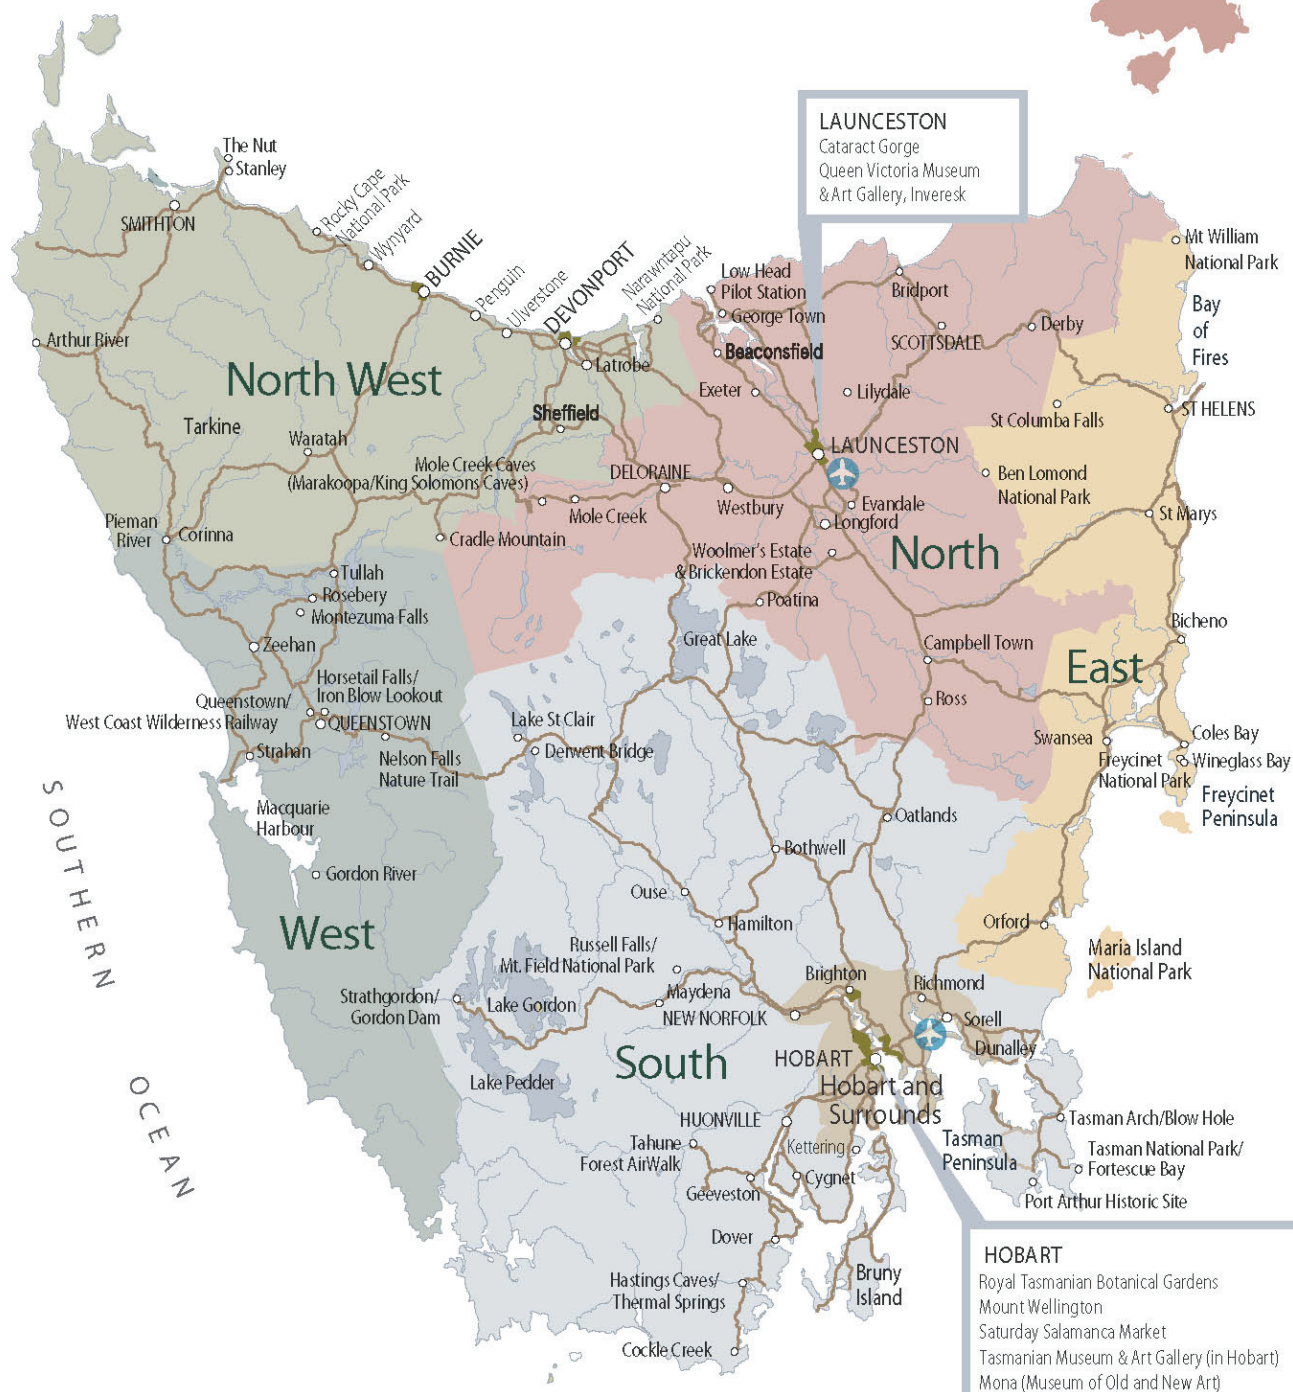 LAUNCESTON
Cataract Gorge
Queen Victoria Museum
& Art Gallery, Inveresk
The Nut
Stanley
SMITHTON
Rocky Cape
National Park
Wynyard
BURNIE
Penguin
Ulverstone
DEVONPORT
Narawntapu
National Park
Low Head
Pilot Station
George Town
Beaconsfield
Exeter
Bridport
SCOTTSDALE
Derby
Lilydale
Mt William
National Park
Bay
of
Fires
Arthur River
North West
Latrobe
Sheffield
St Columba Falls
ST HELENS
Tarkine
Waratah
LAUNCESTON
Mole Creek Caves
(Marakoopa/King Solomons Caves)
DELORAINE
Ben Lomond
National Park
Mole Creek
Westbury
Evandale
Longford
St Marys
Pieman
River
Corinna
Cradle Mountain
Woolmer's Estate
& Brickendon Estate
North
Tullah
Rosebery
Montezuma Falls
Poatina
Zeehan
Great Lake
Campbell Town
Bicheno
East
Horsetail Falls/
Iron Blow Lookout
Queenstown/
West Coast Wilderness Railway
QUEENSTOWN
Ross
Lake St Clair
Derwent Bridge
Strahan
Nelson Falls
Nature Trail
Swansea
Coles Bay
Freycinet
National Park
Wineglass Bay
Freycinet
Peninsula
Macquarie
Harbour
Oatlands
SOUTHERN
OCEAN
Bothwell
Gordon River
Ouse
West
Hamilton
Orford
Russell Falls/
Mt. Field National Park
Maria Island
National Park
Brighton
Richmond
Strathgordon/
Gordon Dam
Lake Gordon
Maydena
NEW NORFOLK
Sorell
Dunalley
South
HOBART
Hobart and
Surrounds
Lake Pedder
HUONVILLE
Tahune
Forest AirWalk
Kettering
Tasman
Peninsula
Tasman Arch/Blow Hole
Tasman National Park/
Fortescue Bay
Cygnet
Geeveston
Port Arthur Historic Site
Dover
Bruny
Island
Hastings Caves/
Thermal Springs
Cockle Creek
HOBART
Royal Tasmanian Botanical Gardens
Mount Wellington
Saturday Salamanca Market
Tasmanian Museum & Art Gallery (in Hobart)
Mona (Museum of Old and New Art)